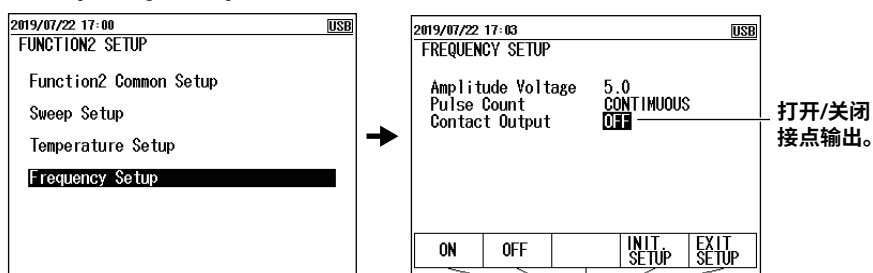 2019/07/22 17:00 USB
FUNCTION2 SETUP
Function2 Common Setup
Sweep Setup
Temperature Setup
Frequency Setup
2019/07/22 17:03 USB
FREQUENCY SETUP
Amplitude Voltage 5.0
Pulse Count CONTINUOUS
Contact Output OFF
ON OFF INIT. SETUP EXIT SETUP
打开/关闭
接点输出。